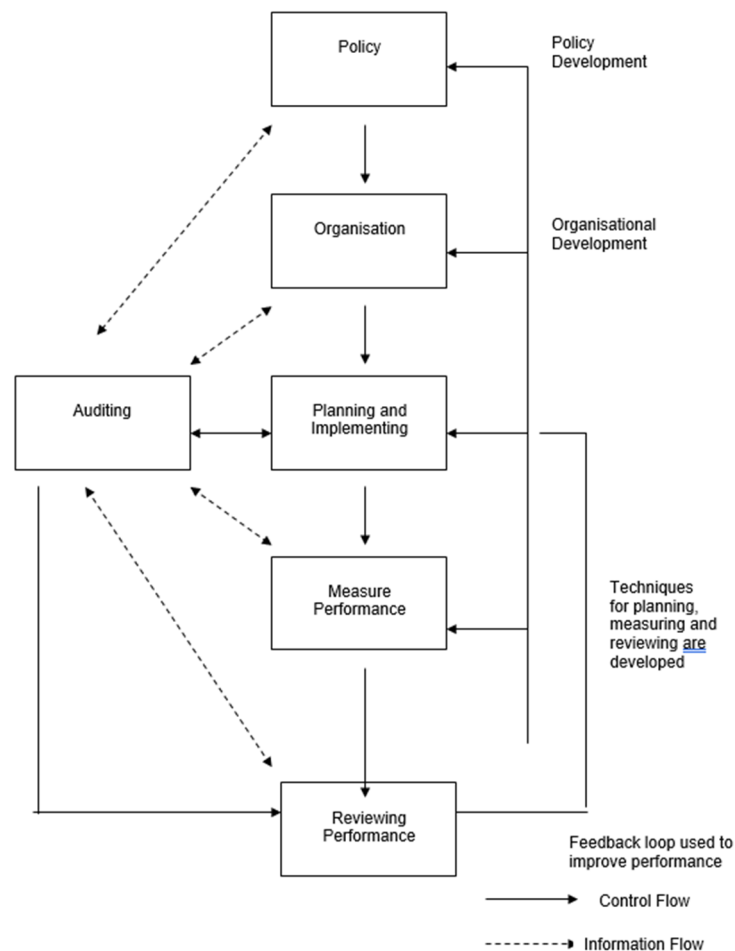 Policy
Policy
Development
Organisation
Organisational
Development
Auditing
Planning and
Implementing
Measure
Performance
Techniques
for planning,
measuring and
reviewing are
developed
Reviewing
Performance
Feedback loop used to
improve performance
Control Flow
Information Flow